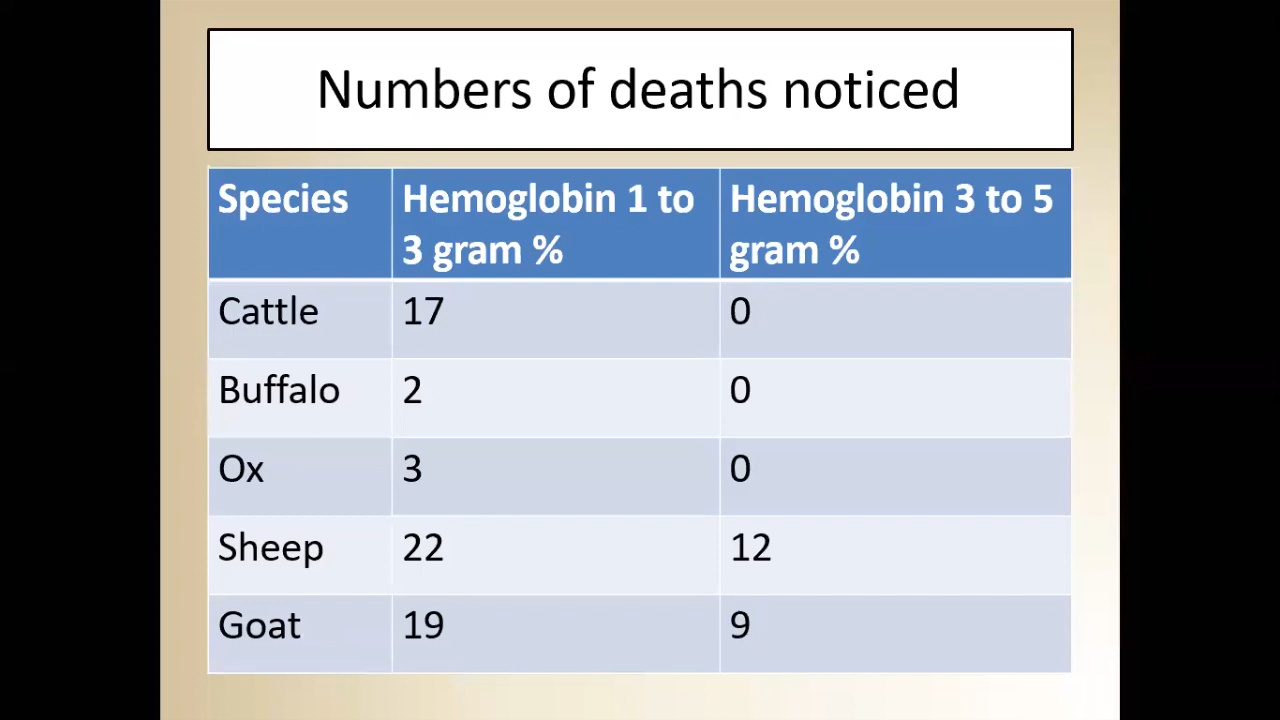 Numbers of deaths noticed
Species Hemoglobin 1 to 3 gram % Hemoglobin 3 to 5 gram %
Cattle 17 0
Buffalo 2 0
Ox 3 0
Sheep 22 12
Goat 19 9